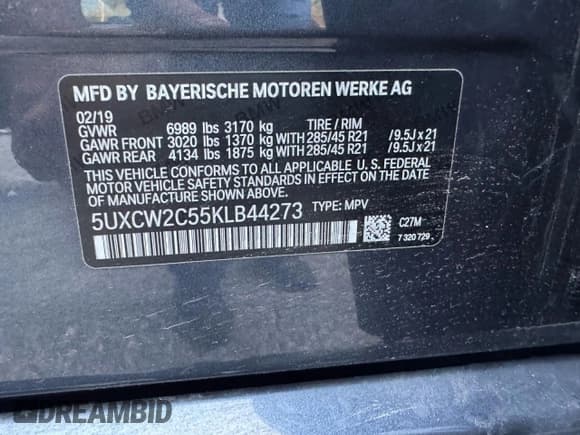 MFD BY BAYERISCHE MOTOREN WERKE AG
02/19
GVWR 6989 lbs 3170 kg TIRE / RIM
GAWR FRONT 3020 lbs 1370 kg WITH 285/45 R21 /9.5J x 21
GAWR REAR 4134 lbs 1875 kg WITH 285/45 R21 /9.5J x 21
THIS VEHICLE CONFORMS TO ALL APPLICABLE U. S. FEDERAL
MOTOR VEHICLE SAFETY STANDARDS IN EFFECT ON THE DATE
OF MANUFACTURE SHOWN ABOVE.
5UXCW2C55KLB44273 TYPE: MPV
C27M
7 320 729
DREAMBID